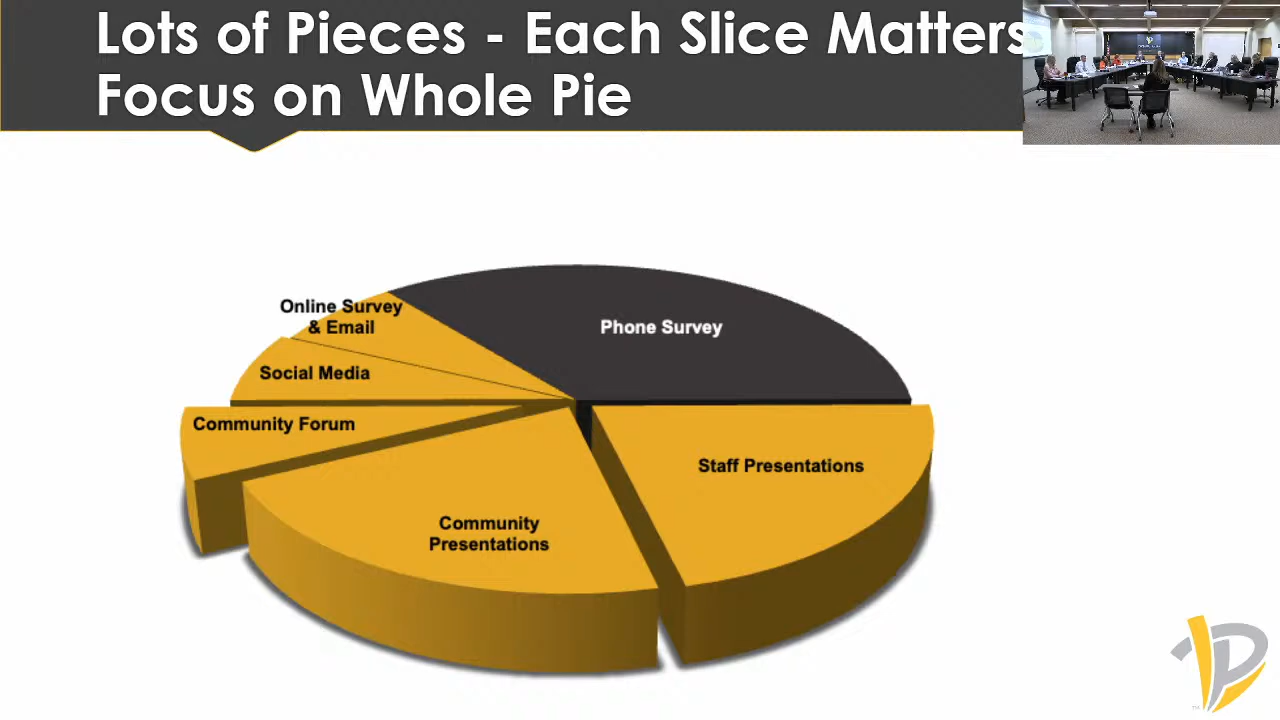 Lots of Pieces - Each Slice Matters
Focus on Whole Pie
Online Survey
& Email
Phone Survey
Social Media
Community Forum
Staff Presentations
Community
Presentations